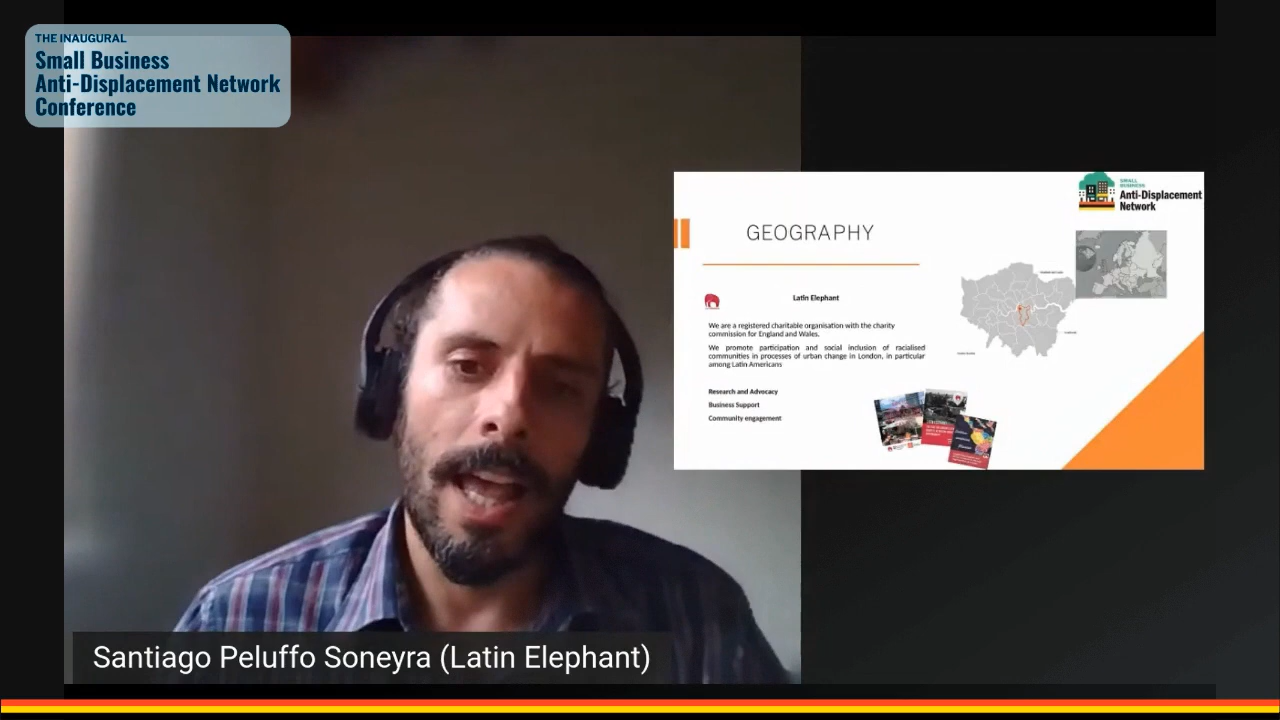 THE INAUGURAL
Small Business
Anti-Displacement Network
Conference
SMALL
BUSINESS
Anti-Displacement
Network
GEOGRAPHY
Latin Elephant
We are a registered charitable organisation with the charity
commission for England and Wales.
We promote participation and social inclusion of racialised
communities in processes of urban change in London, in particular
among Latin Americans
Research and Advocacy
Business Support
Community engagement
Santiago Peluffo Soneyra (Latin Elephant)